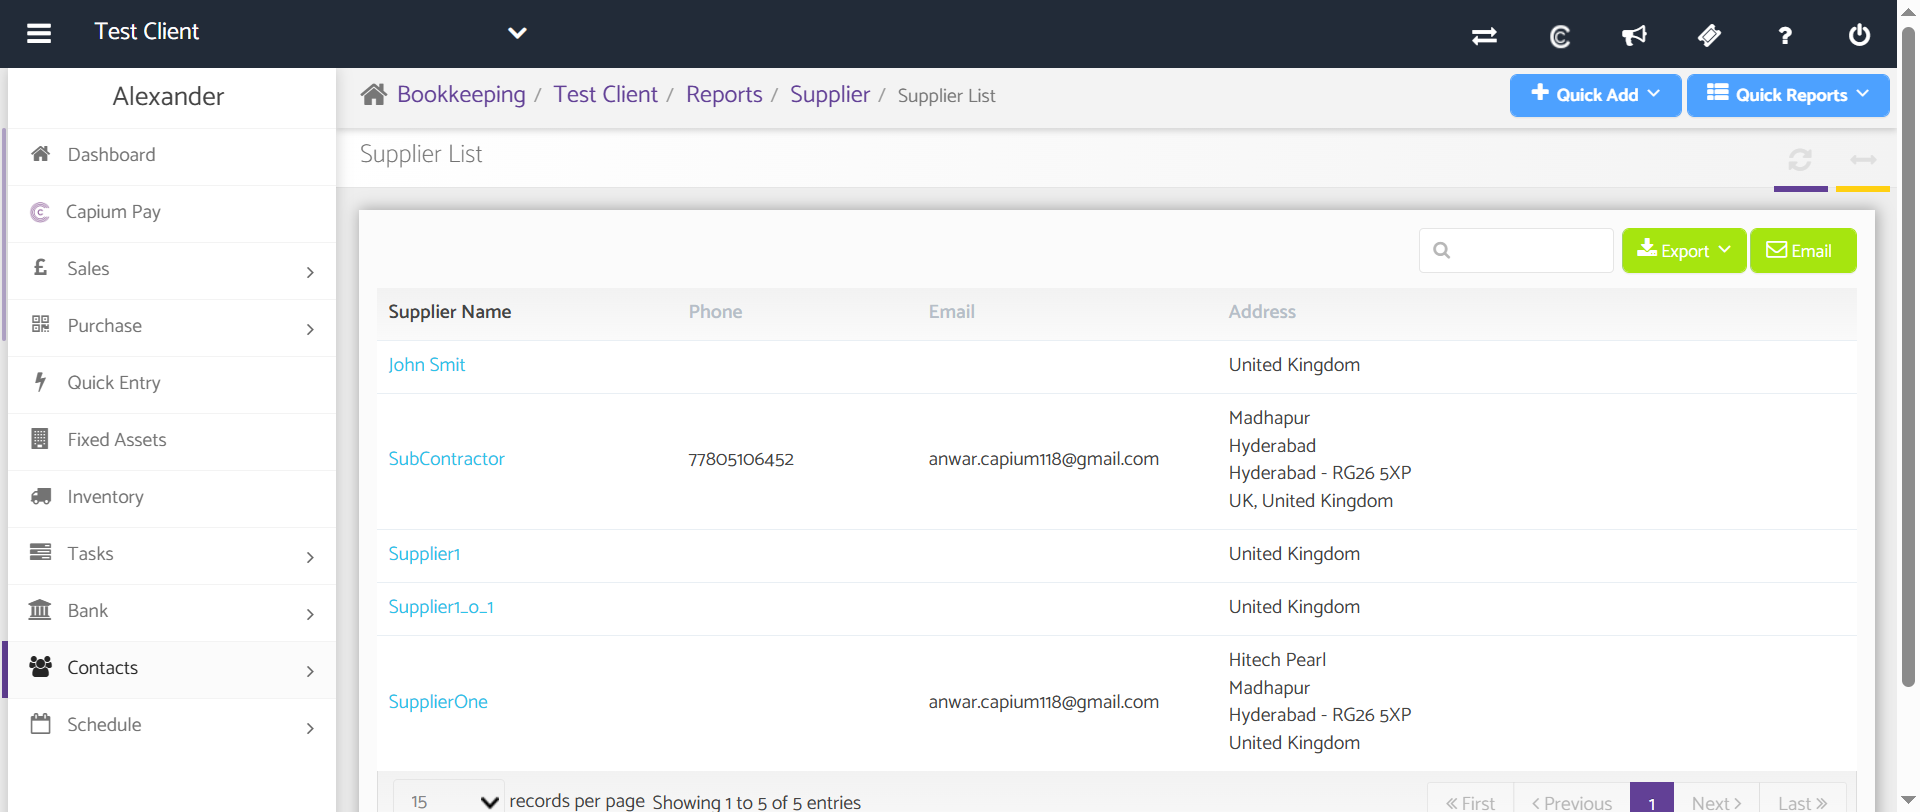 Test Client
Alexander
Dashboard
Capium Pay
Sales
Purchase
Quick Entry
Fixed Assets
Inventory
Tasks
Bank
Contacts
Schedule
Bookkeeping / Test Client / Reports / Supplier / Supplier List
Quick Add
Quick Reports
Supplier List
Export
Email
Supplier Name Phone Email Address
John Smit United Kingdom
SubContractor 77805106452 anwar.capium118@gmail.com
Madhapur
Hyderabad
Hyderabad - RG26 5XP
UK, United Kingdom
Supplier1 United Kingdom
Supplier1_o_1 United Kingdom
SupplierOne anwar.capium118@gmail.com
Hitech Pearl
Madhapur
Hyderabad - RG26 5XP
United Kingdom
15 records per page Showing 1 to 5 of 5 entries
« First ‹ Previous 1 Next › Last »